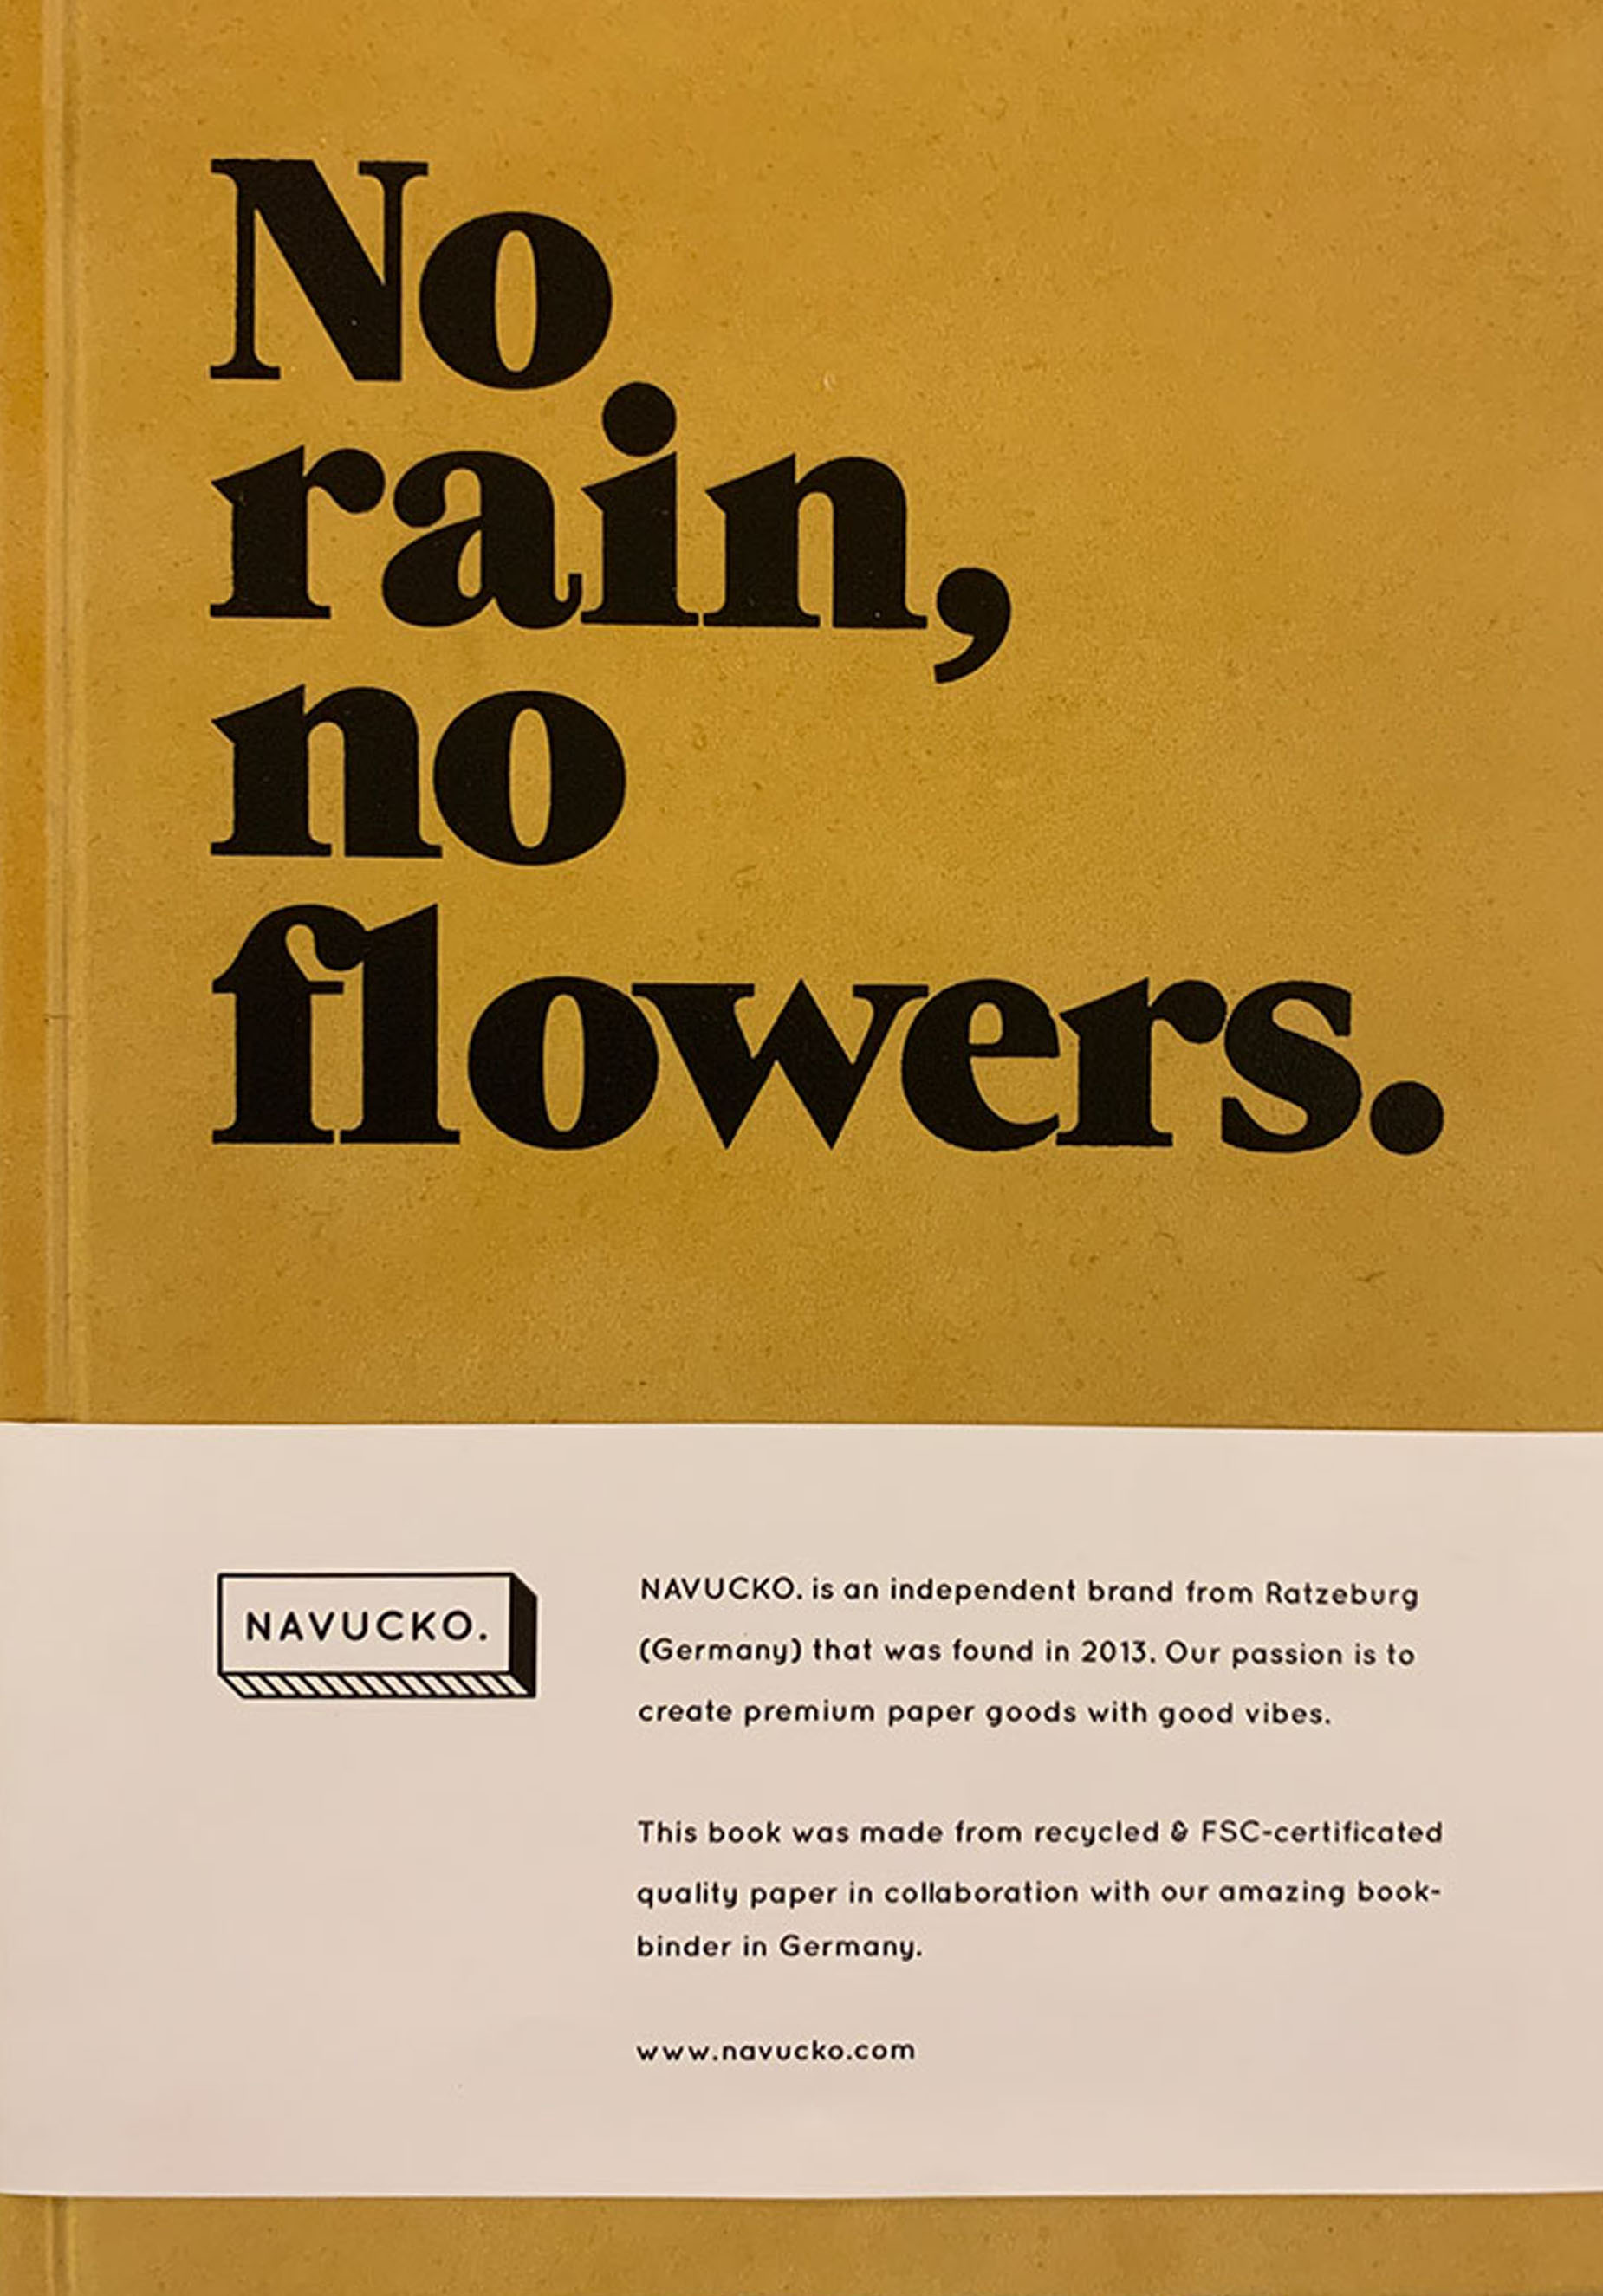 No
rain,
no
flowers.
NAVUCKO.
NAVUCKO. is an independent brand from Ratzeburg
(Germany) that was found in 2013. Our passion is to
create premium paper goods with good vibes.
This book was made from recycled & FSC-certificated
quality paper in collaboration with our amazing book-
binder in Germany.
www.navucko.com